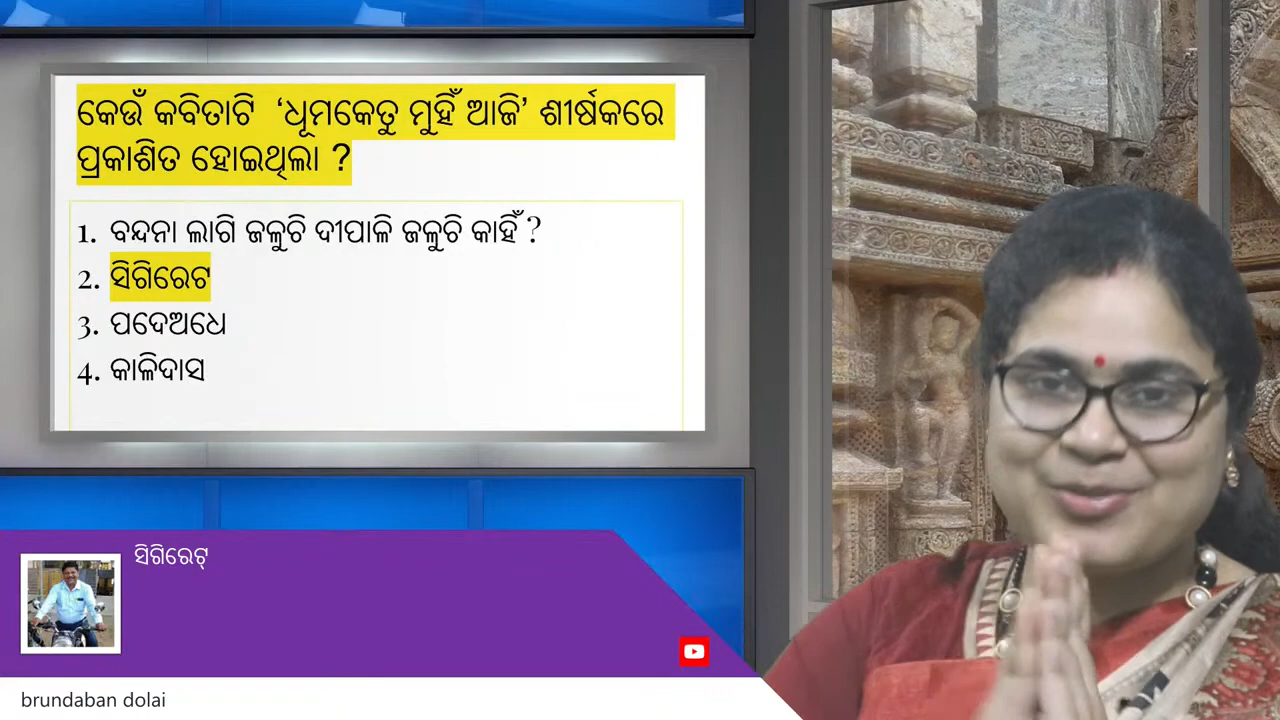 କେଉଁ କବିତାଟି ‘ଧୂମକେତୁ ମୁହିଁ ଆଜି’ ଶୀର୍ଷକରେ
ପ୍ରକାଶିତ ହୋଇଥିଲା ?
1. ବନ୍ଦନା ଲାଗି ଜଳୁଚି ଦୀପାଳି ଜଳୁଚି କାହିଁ ?
2. ସିଗିରେଟ
3. ପଦେଅଧେ
4. କାଳିଦାସ
ସିଗିରେଟ୍
brundaban dolai